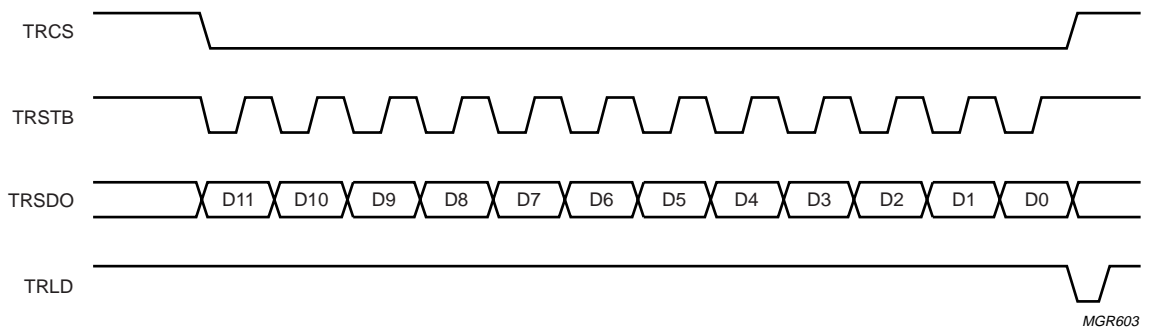 TRCS
TRSTB
TRSDO D11 D10 D9 D8 D7 D6 D5 D4 D3 D2 D1 D0
TRLD
MGR603